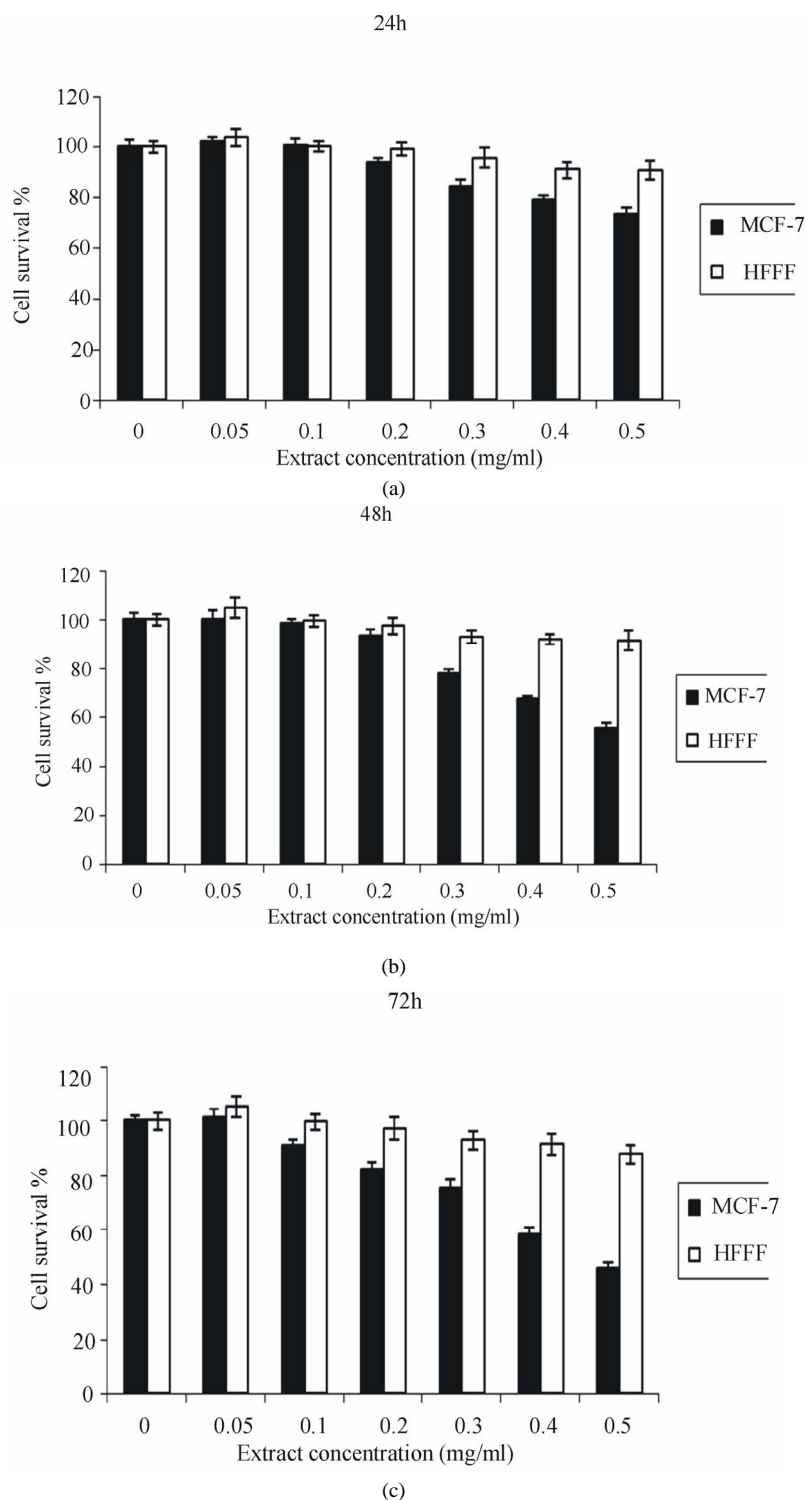 24h
120
100
80
60
40
20
0
Cell survival %
0 0.05 0.1 0.2 0.3 0.4 0.5
Extract concentration (mg/ml)
MCF-7
HFFF
(a)
48h
120
100
80
60
40
20
0
Cell survival %
0 0.05 0.1 0.2 0.3 0.4 0.5
Extract concentration (mg/ml)
MCF-7
HFFF
(b)
72h
120
100
80
60
40
20
0
Cell survival %
0 0.05 0.1 0.2 0.3 0.4 0.5
Extract concentration (mg/ml)
MCF-7
HFFF
(c)